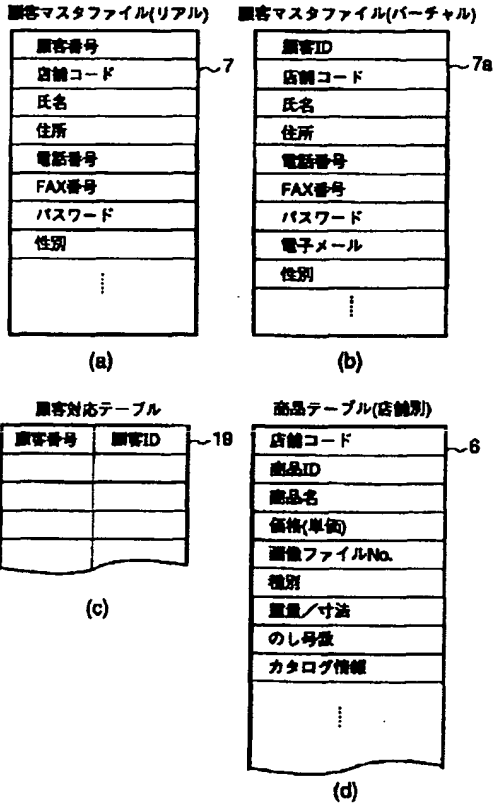 顧客マスタファイル(リアル)
顧客番号
店舗コード
氏名
住所
電話番号
FAX番号
パスワード
性別
7
(a)
顧客マスタファイル(バーチャル)
顧客ID
店舗コード
氏名
住所
電話番号
FAX番号
パスワード
電子メール
性別
7a
(b)
顧客対応テーブル
顧客番号 顧客ID
19
(c)
商品テーブル(店舗別)
店舗コード
商品ID
商品名
価格(単価)
画像ファイルNo.
種別
重量／寸法
のし号数
カタログ情報
6
(d)